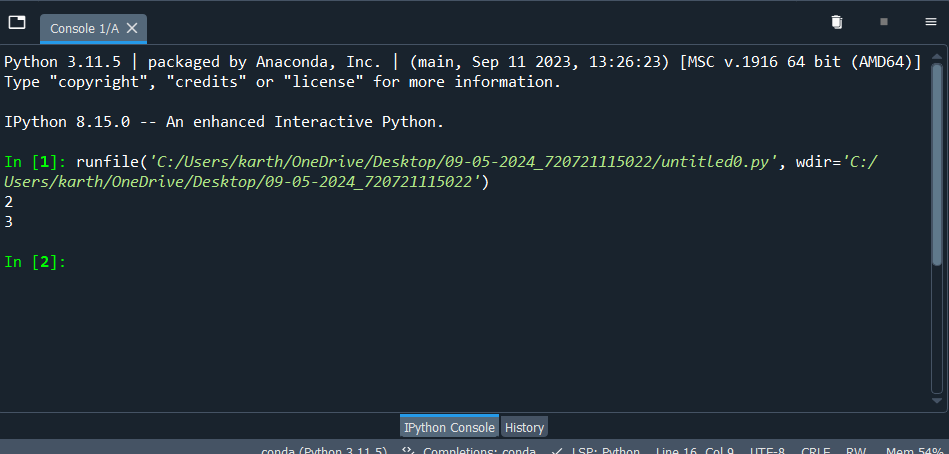 Console 1/A
Python 3.11.5 | packaged by Anaconda, Inc. | (main, Sep 11 2023, 13:26:23) [MSC v.1916 64 bit (AMD64)]
Type "copyright", "credits" or "license" for more information.
IPython 8.15.0 -- An enhanced Interactive Python.
In [1]: runfile('C:/Users/karth/OneDrive/Desktop/09-05-2024_720721115022/untitled0.py', wdir='C:/
Users/karth/OneDrive/Desktop/09-05-2024_720721115022')
2
3
In [2]:
IPython Console History
conda (Python 3.11.5) Completions: conda LSP: Python Line 16, Col 9 UTF-8 CRLF RW Mem 54%